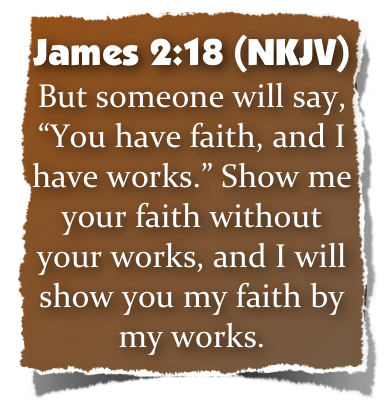 James 2:18 (NKJV)
But someone will say,
“You have faith, and I
have works.” Show me
your faith without
your works, and I will
show you my faith by
my works.